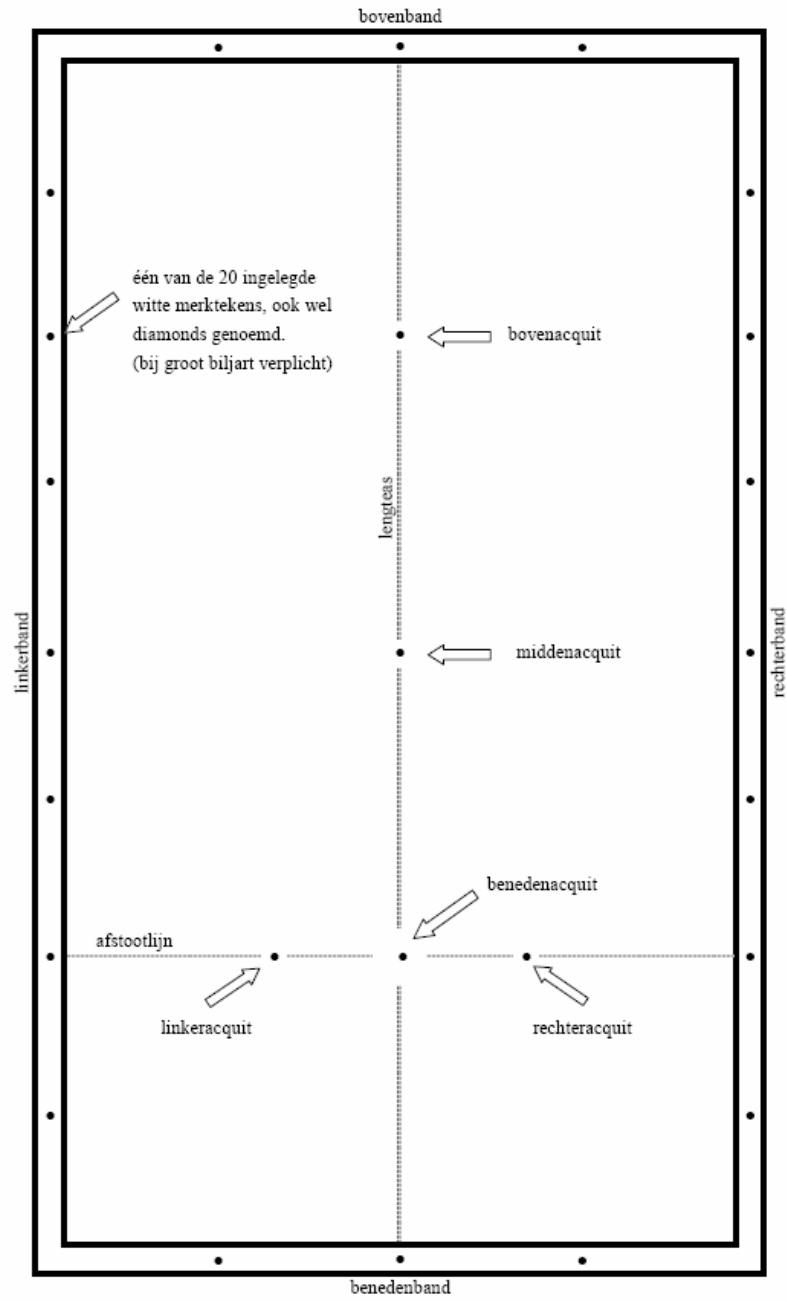 bovenband
één van de 20 ingelegde
witte merktekens, ook wel
diamonds genoemd.
(bij groot biljart verplicht)
bovenacquit
lengteas
linkerband
rechterband
middenacquit
benedenacquit
afstootlijn
linkeracquit
rechteracquit
benedenband